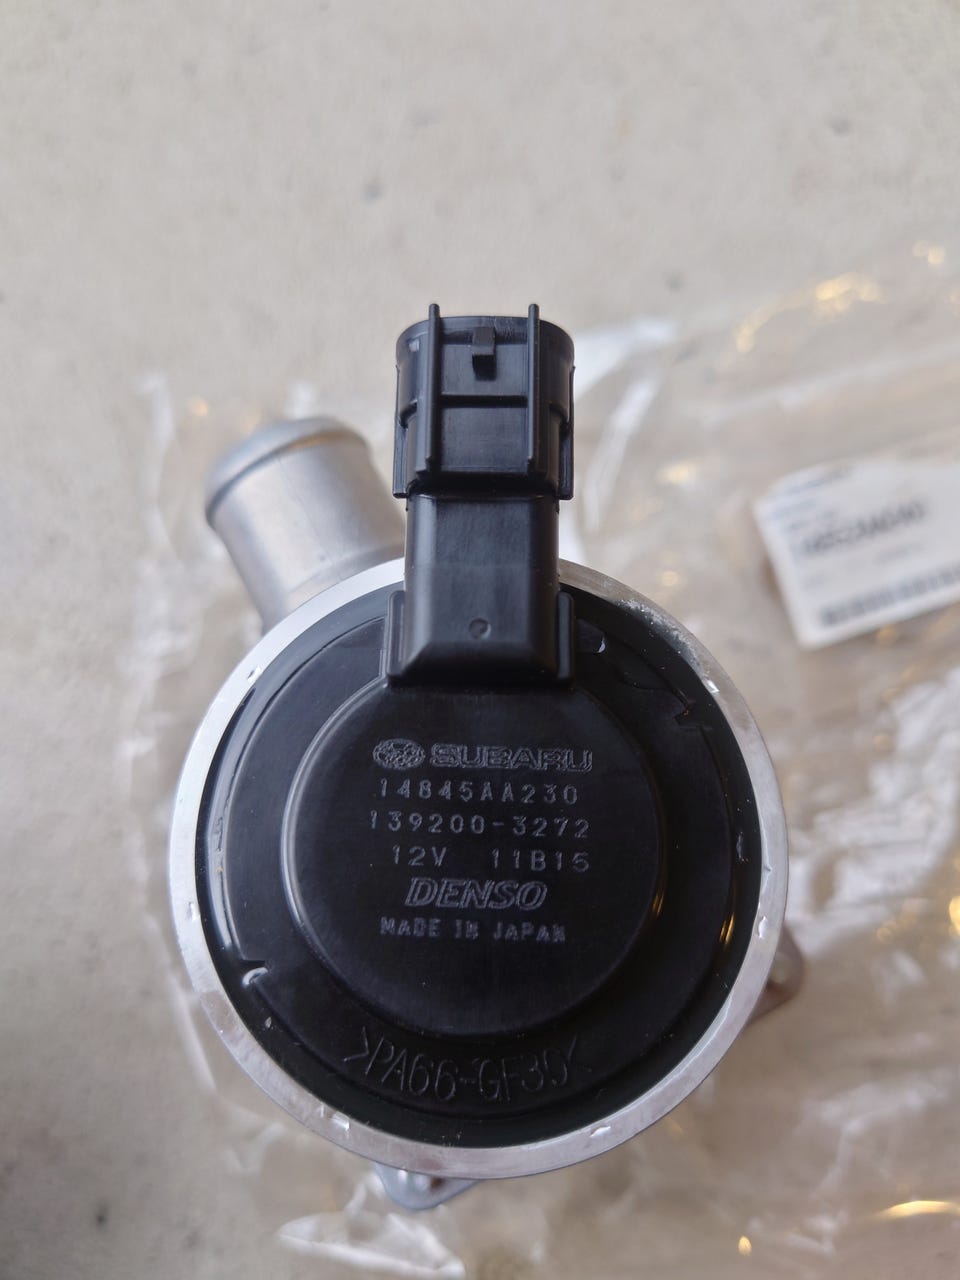 SUBARU
14845AA230
139200-3272
12V 11B15
DENSO
MADE IN JAPAN
>PA66-GF30<